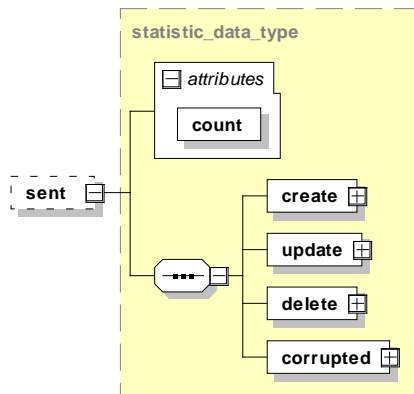 statistic_data_type
attributes
count
sent
create
update
delete
corrupted